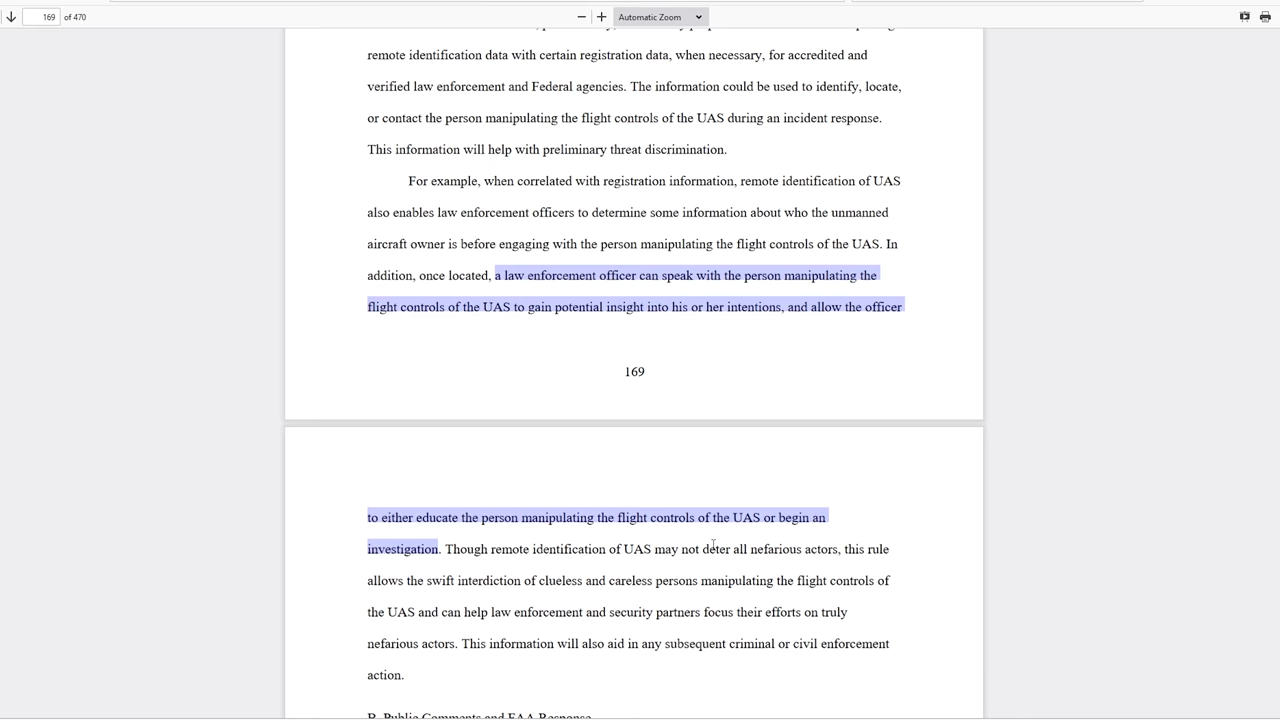 169 of 470
Automatic Zoom
remote identification data with certain registration data, when necessary, for accredited and
verified law enforcement and Federal agencies. The information could be used to identify, locate,
or contact the person manipulating the flight controls of the UAS during an incident response.
This information will help with preliminary threat discrimination.
For example, when correlated with registration information, remote identification of UAS
also enables law enforcement officers to determine some information about who the unmanned
aircraft owner is before engaging with the person manipulating the flight controls of the UAS. In
addition, once located, a law enforcement officer can speak with the person manipulating the
flight controls of the UAS to gain potential insight into his or her intentions, and allow the officer
169
to either educate the person manipulating the flight controls of the UAS or begin an
investigation. Though remote identification of UAS may not deter all nefarious actors, this rule
allows the swift interdiction of clueless and careless persons manipulating the flight controls of
the UAS and can help law enforcement and security partners focus their efforts on truly
nefarious actors. This information will also aid in any subsequent criminal or civil enforcement
action.
B. Public Comments and FAA Response